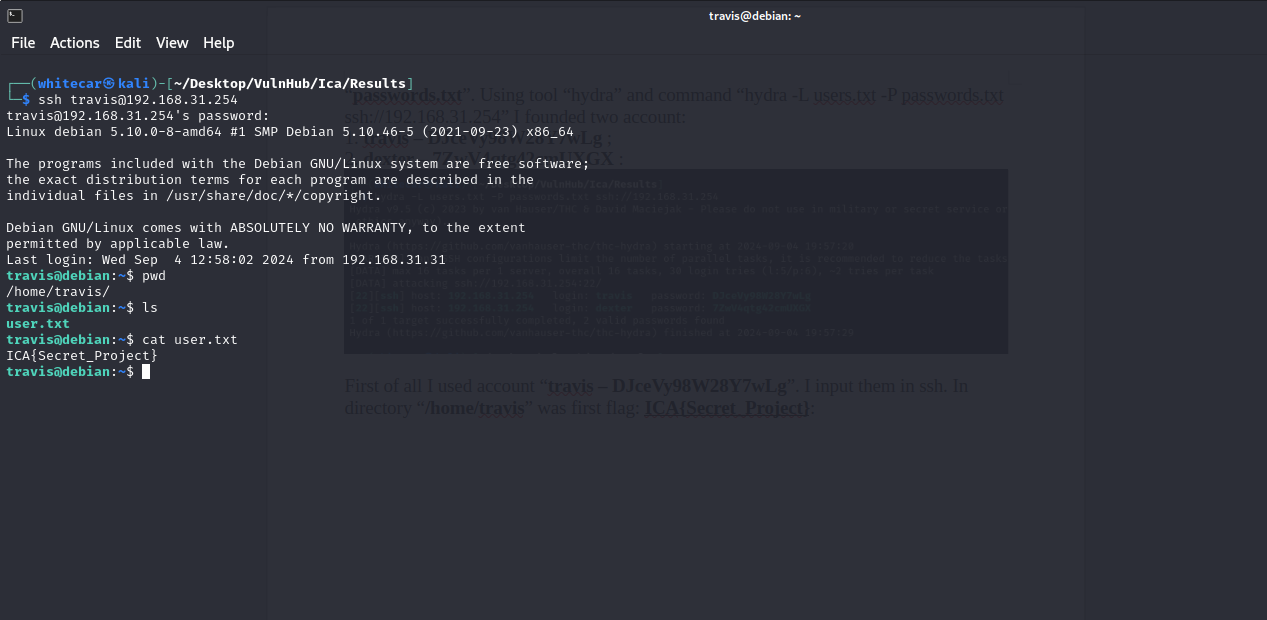 travis@debian: ~
File Actions Edit View Help
┌──(whitecar㉿kali)-[~/Desktop/VulnHub/Ica/Results]
└─$ ssh travis@192.168.31.254
travis@192.168.31.254's password:
Linux debian 5.10.0-8-amd64 #1 SMP Debian 5.10.46-5 (2021-09-23) x86_64
The programs included with the Debian GNU/Linux system are free software;
the exact distribution terms for each program are described in the
individual files in /usr/share/doc/*/copyright.
Debian GNU/Linux comes with ABSOLUTELY NO WARRANTY, to the extent
permitted by applicable law.
Last login: Wed Sep  4 12:58:02 2024 from 192.168.31.31
travis@debian:~$ pwd
/home/travis/
travis@debian:~$ ls
user.txt
travis@debian:~$ cat user.txt
ICA{Secret_Project}
travis@debian:~$
“passwords.txt”. Using tool “hydra” and command “hydra -L users.txt -P passwords.txt
ssh://192.168.31.254” I founded two account:
1. travis – DJceVy98W28Y7wLg ;
First of all I used account “travis – DJceVy98W28Y7wLg”. I input them in ssh. In
directory “/home/travis” was first flag: ICA{Secret_Project}: